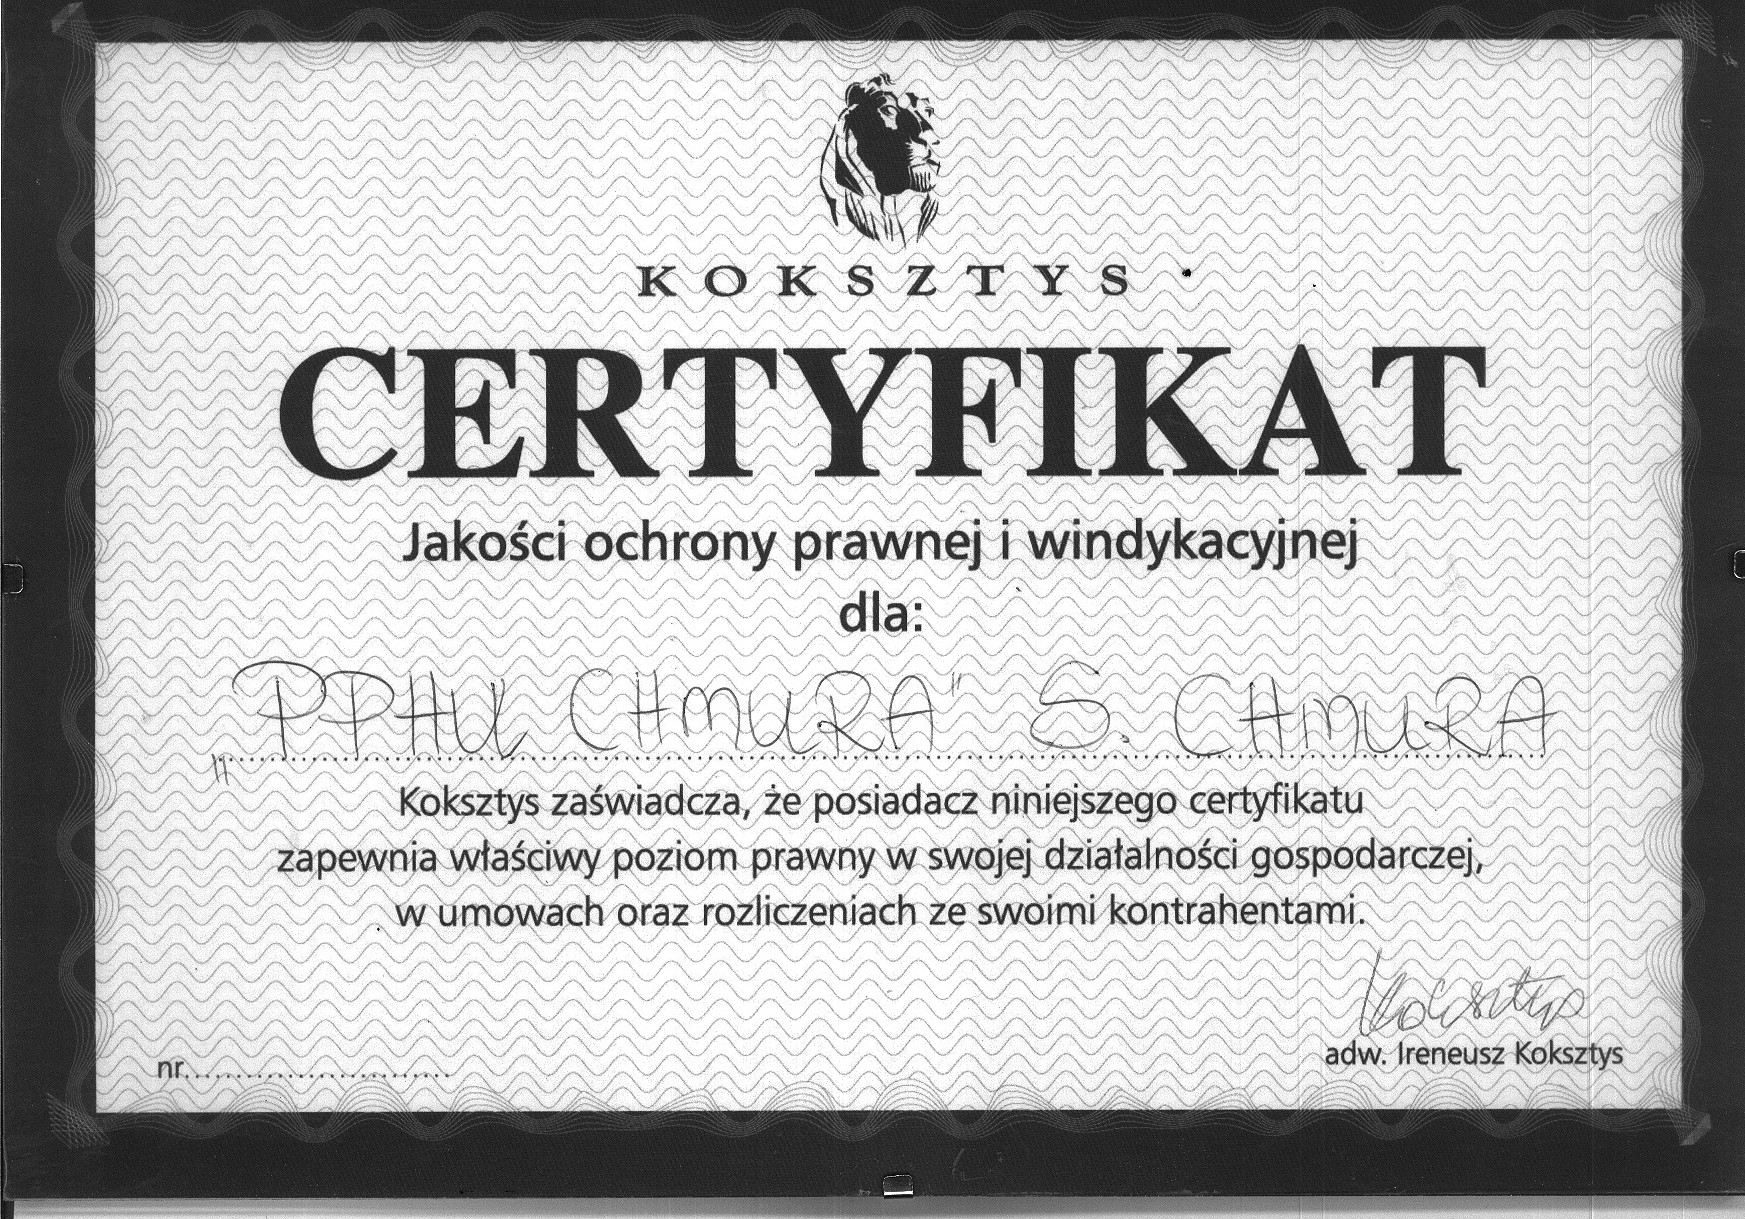 KOKSZTYS
CERTYFIKAT
Jakości ochrony prawnej i windykacyjnej
dla:
„PPHU CHMURA" S. CHMURA
Koksztys zaświadcza, że posiadacz niniejszego certyfikatu
zapewnia właściwy poziom prawny w swojej działalności gospodarczej,
w umowach oraz rozliczeniach ze swoimi kontrahentami.
Koksztys
adw. Ireneusz Koksztys
nr..............................